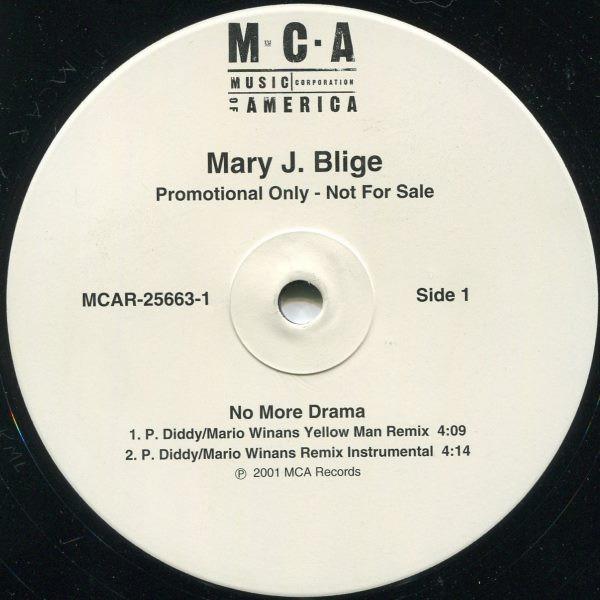 M™C·A
MUSIC CORPORATION
OF AMERICA
Mary J. Blige
Promotional Only - Not For Sale
MCAR-25663-1
Side 1
No More Drama
1. P. Diddy/Mario Winans Yellow Man Remix 4:09
2. P. Diddy/Mario Winans Remix Instrumental 4:14
℗ 2001 MCA Records